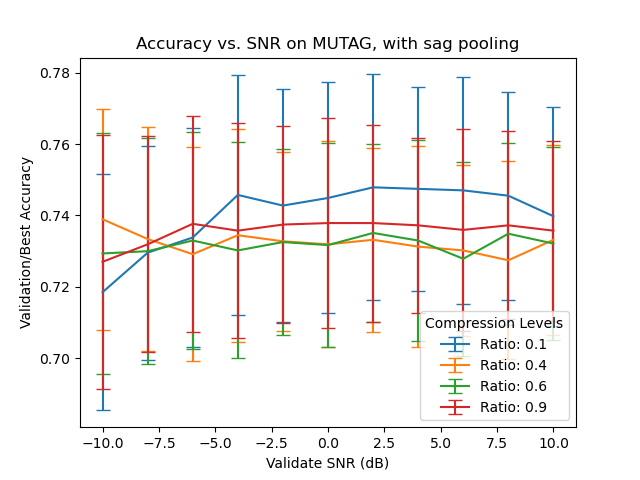 Accuracy vs. SNR on MUTAG, with sag pooling
Validation/Best Accuracy
0.78
0.76
0.74
0.72
0.70
−10.0 −7.5 −5.0 −2.5 0.0 2.5 5.0 7.5 10.0
Validate SNR (dB)
Compression Levels
Ratio: 0.1
Ratio: 0.4
Ratio: 0.6
Ratio: 0.9